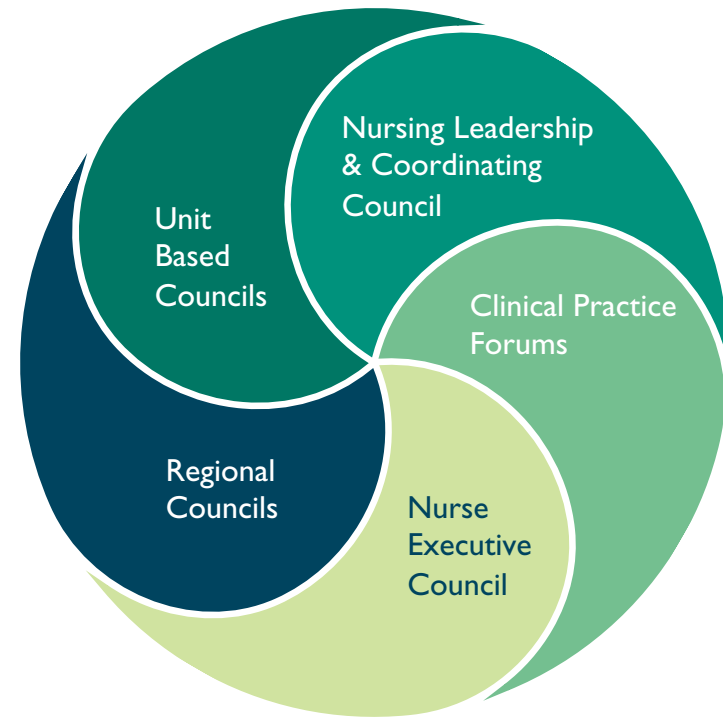 Nursing Leadership
& Coordinating
Council
Unit
Based
Councils
Clinical Practice
Forums
Regional
Councils
Nurse
Executive
Council